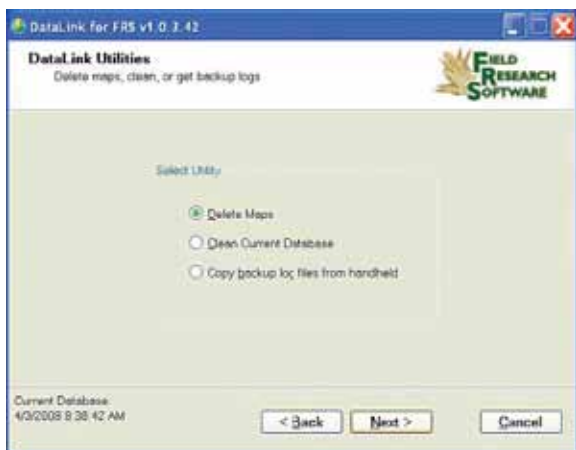 DataLink for FRS v1.0.3.42
DataLink Utilities
Delete maps, clean, or get backup logs
FIELD
RESEARCH
SOFTWARE
Select Utility
Delete Maps
Clean Current Database
Copy backup log files from handheld
Current Database:
4/3/2008 9:38:42 AM
< Back
Next >
Cancel